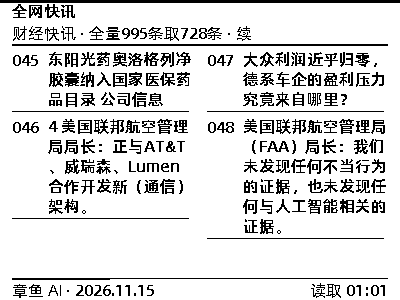 全网快讯
财经快讯 · 全量995条取728条 · 续
045 东阳光药奥洛格列净
胶囊纳入国家医保药
品目录 公司信息
046 4 美国联邦航空管理
局局长：正与AT&T
、威瑞森、Lumen
合作开发新（通信）
架构。
047 大众利润近乎归零，
德系车企的盈利压力
究竟来自哪里？
048 美国联邦航空管理局
（FAA）局长：我们
未发现任何不当行为
的证据，也未发现任
何与人工智能相关的
证据。
章鱼 AI · 2026.11.15
读取 01:01